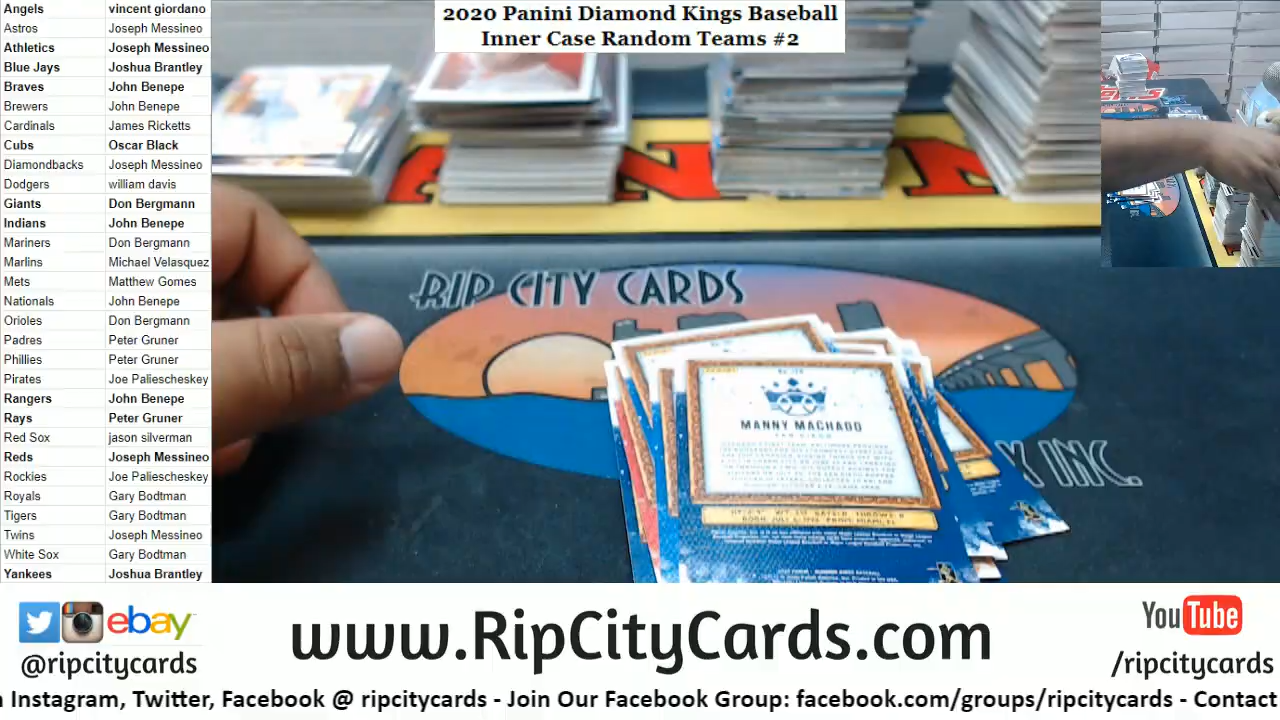 2020 Panini Diamond Kings Baseball
Inner Case Random Teams #2
Angels vincent giordano
Astros Joseph Messineo
Athletics Joseph Messineo
Blue Jays Joshua Brantley
Braves John Benepe
Brewers John Benepe
Cardinals James Ricketts
Cubs Oscar Black
Diamondbacks Joseph Messineo
Dodgers william davis
Giants Don Bergmann
Indians John Benepe
Mariners Don Bergmann
Marlins Michael Velasquez
Mets Matthew Gomes
Nationals John Benepe
Orioles Don Bergmann
Padres Peter Gruner
Phillies Peter Gruner
Pirates Joe Paliescheskey
Rangers John Benepe
Rays Peter Gruner
Red Sox jason silverman
Reds Joseph Messineo
Rockies Joe Paliescheskey
Royals Gary Bodtman
Tigers Gary Bodtman
Twins Joseph Messineo
White Sox Gary Bodtman
Yankees Joshua Brantley
RIP CITY CARDS
MANNY MACHADO
SAN DIEGO
INC.
ebay
@ripcitycards
www.RipCityCards.com
YouTube
/ripcitycards
Instagram, Twitter, Facebook @ ripcitycards - Join Our Facebook Group: facebook.com/groups/ripcitycards - Contact